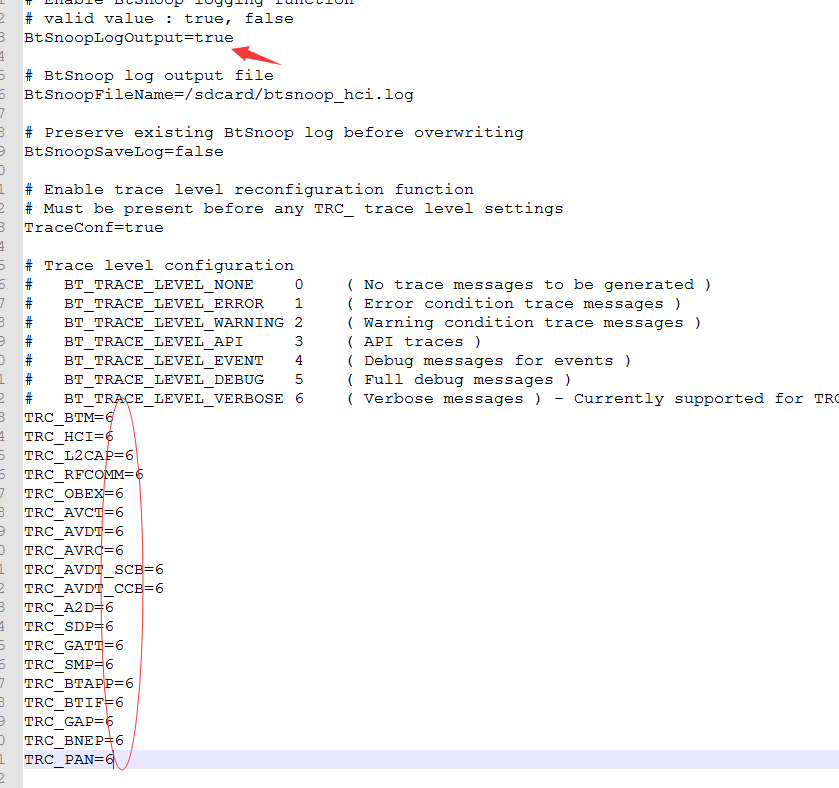 # Enable BtSnoop logging function
# valid value : true, false
BtSnoopLogOutput=true
# BtSnoop log output file
BtSnoopFileName=/sdcard/btsnoop_hci.log
# Preserve existing BtSnoop log before overwriting
BtSnoopSaveLog=false
# Enable trace level reconfiguration function
# Must be present before any TRC_ trace level settings
TraceConf=true
# Trace level configuration
#   BT_TRACE_LEVEL_NONE    0    ( No trace messages to be generated )
#   BT_TRACE_LEVEL_ERROR   1    ( Error condition trace messages )
#   BT_TRACE_LEVEL_WARNING 2    ( Warning condition trace messages )
#   BT_TRACE_LEVEL_API     3    ( API traces )
#   BT_TRACE_LEVEL_EVENT   4    ( Debug messages for events )
#   BT_TRACE_LEVEL_DEBUG   5    ( Full debug messages )
#   BT_TRACE_LEVEL_VERBOSE 6    ( Verbose messages ) - Currently supported for TRC
TRC_BTM=6
TRC_HCI=6
TRC_L2CAP=6
TRC_RFCOMM=6
TRC_OBEX=6
TRC_AVCT=6
TRC_AVDT=6
TRC_AVRC=6
TRC_AVDT_SCB=6
TRC_AVDT_CCB=6
TRC_A2D=6
TRC_SDP=6
TRC_GATT=6
TRC_SMP=6
TRC_BTAPP=6
TRC_BTIF=6
TRC_GAP=6
TRC_BNEP=6
TRC_PAN=6